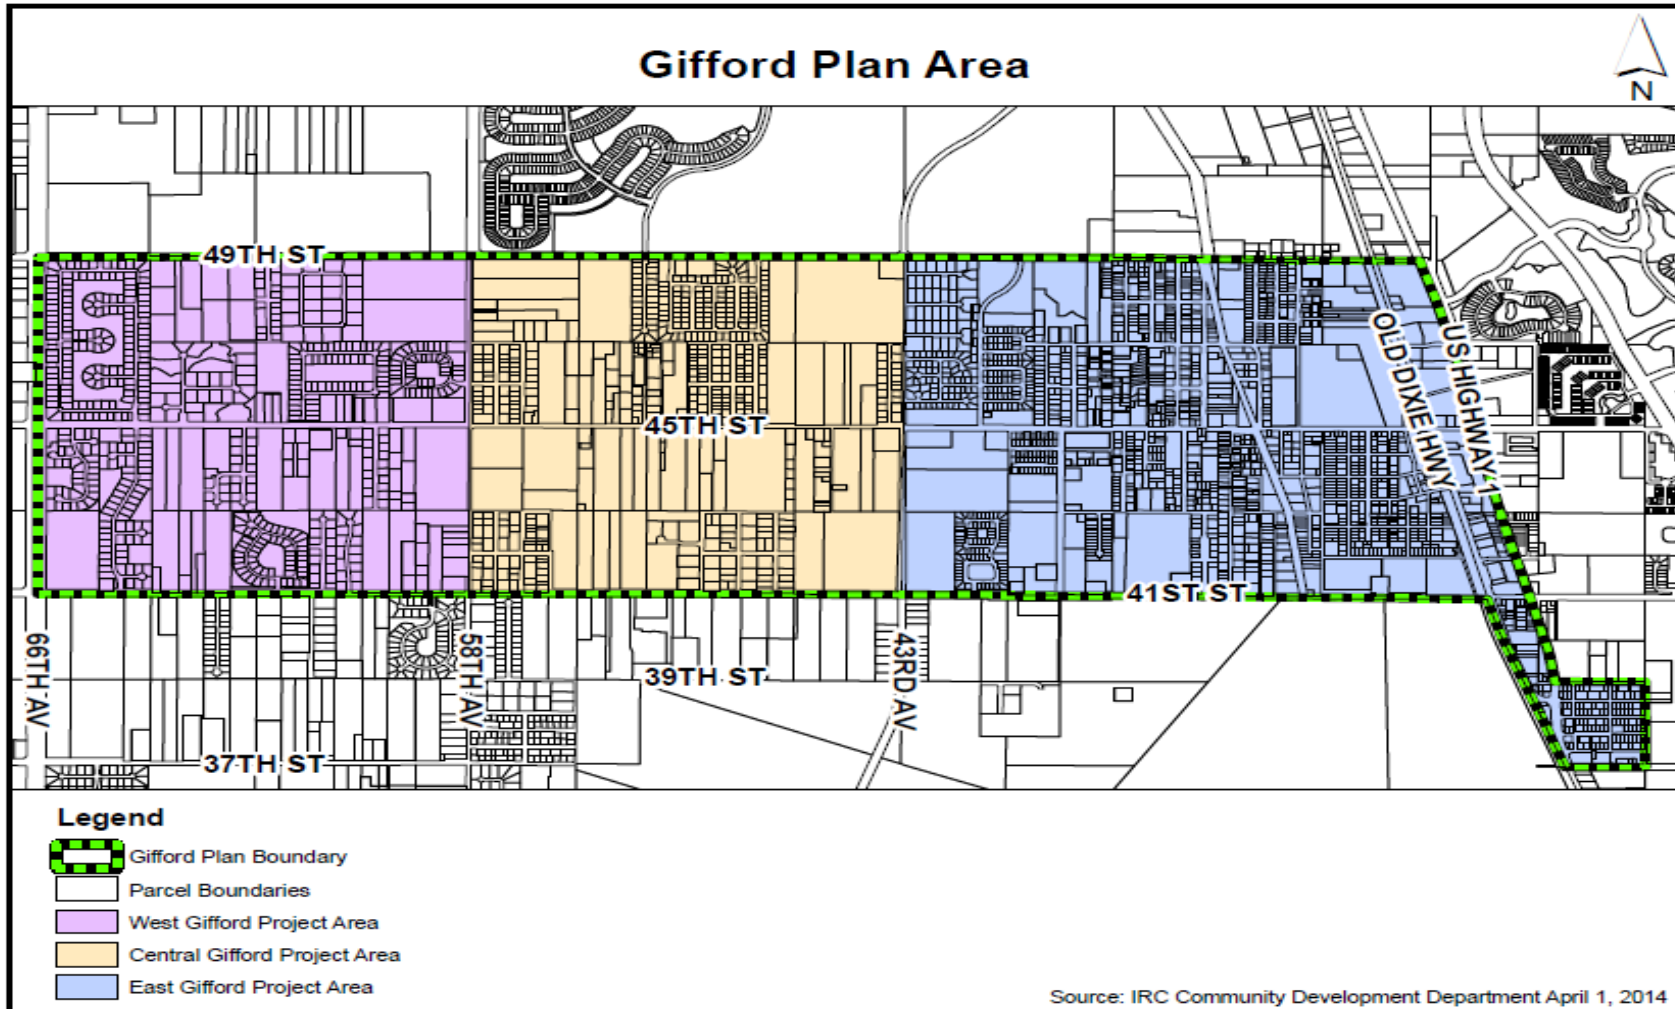 Gifford Plan Area
N
49TH ST
OLD DIXIE HWY
US HIGHWAY 1
45TH ST
41ST ST
66TH AV
58TH AV
43RD AV
39TH ST
37TH ST
Legend
Gifford Plan Boundary
Parcel Boundaries
West Gifford Project Area
Central Gifford Project Area
East Gifford Project Area
Source: IRC Community Development Department April 1, 2014